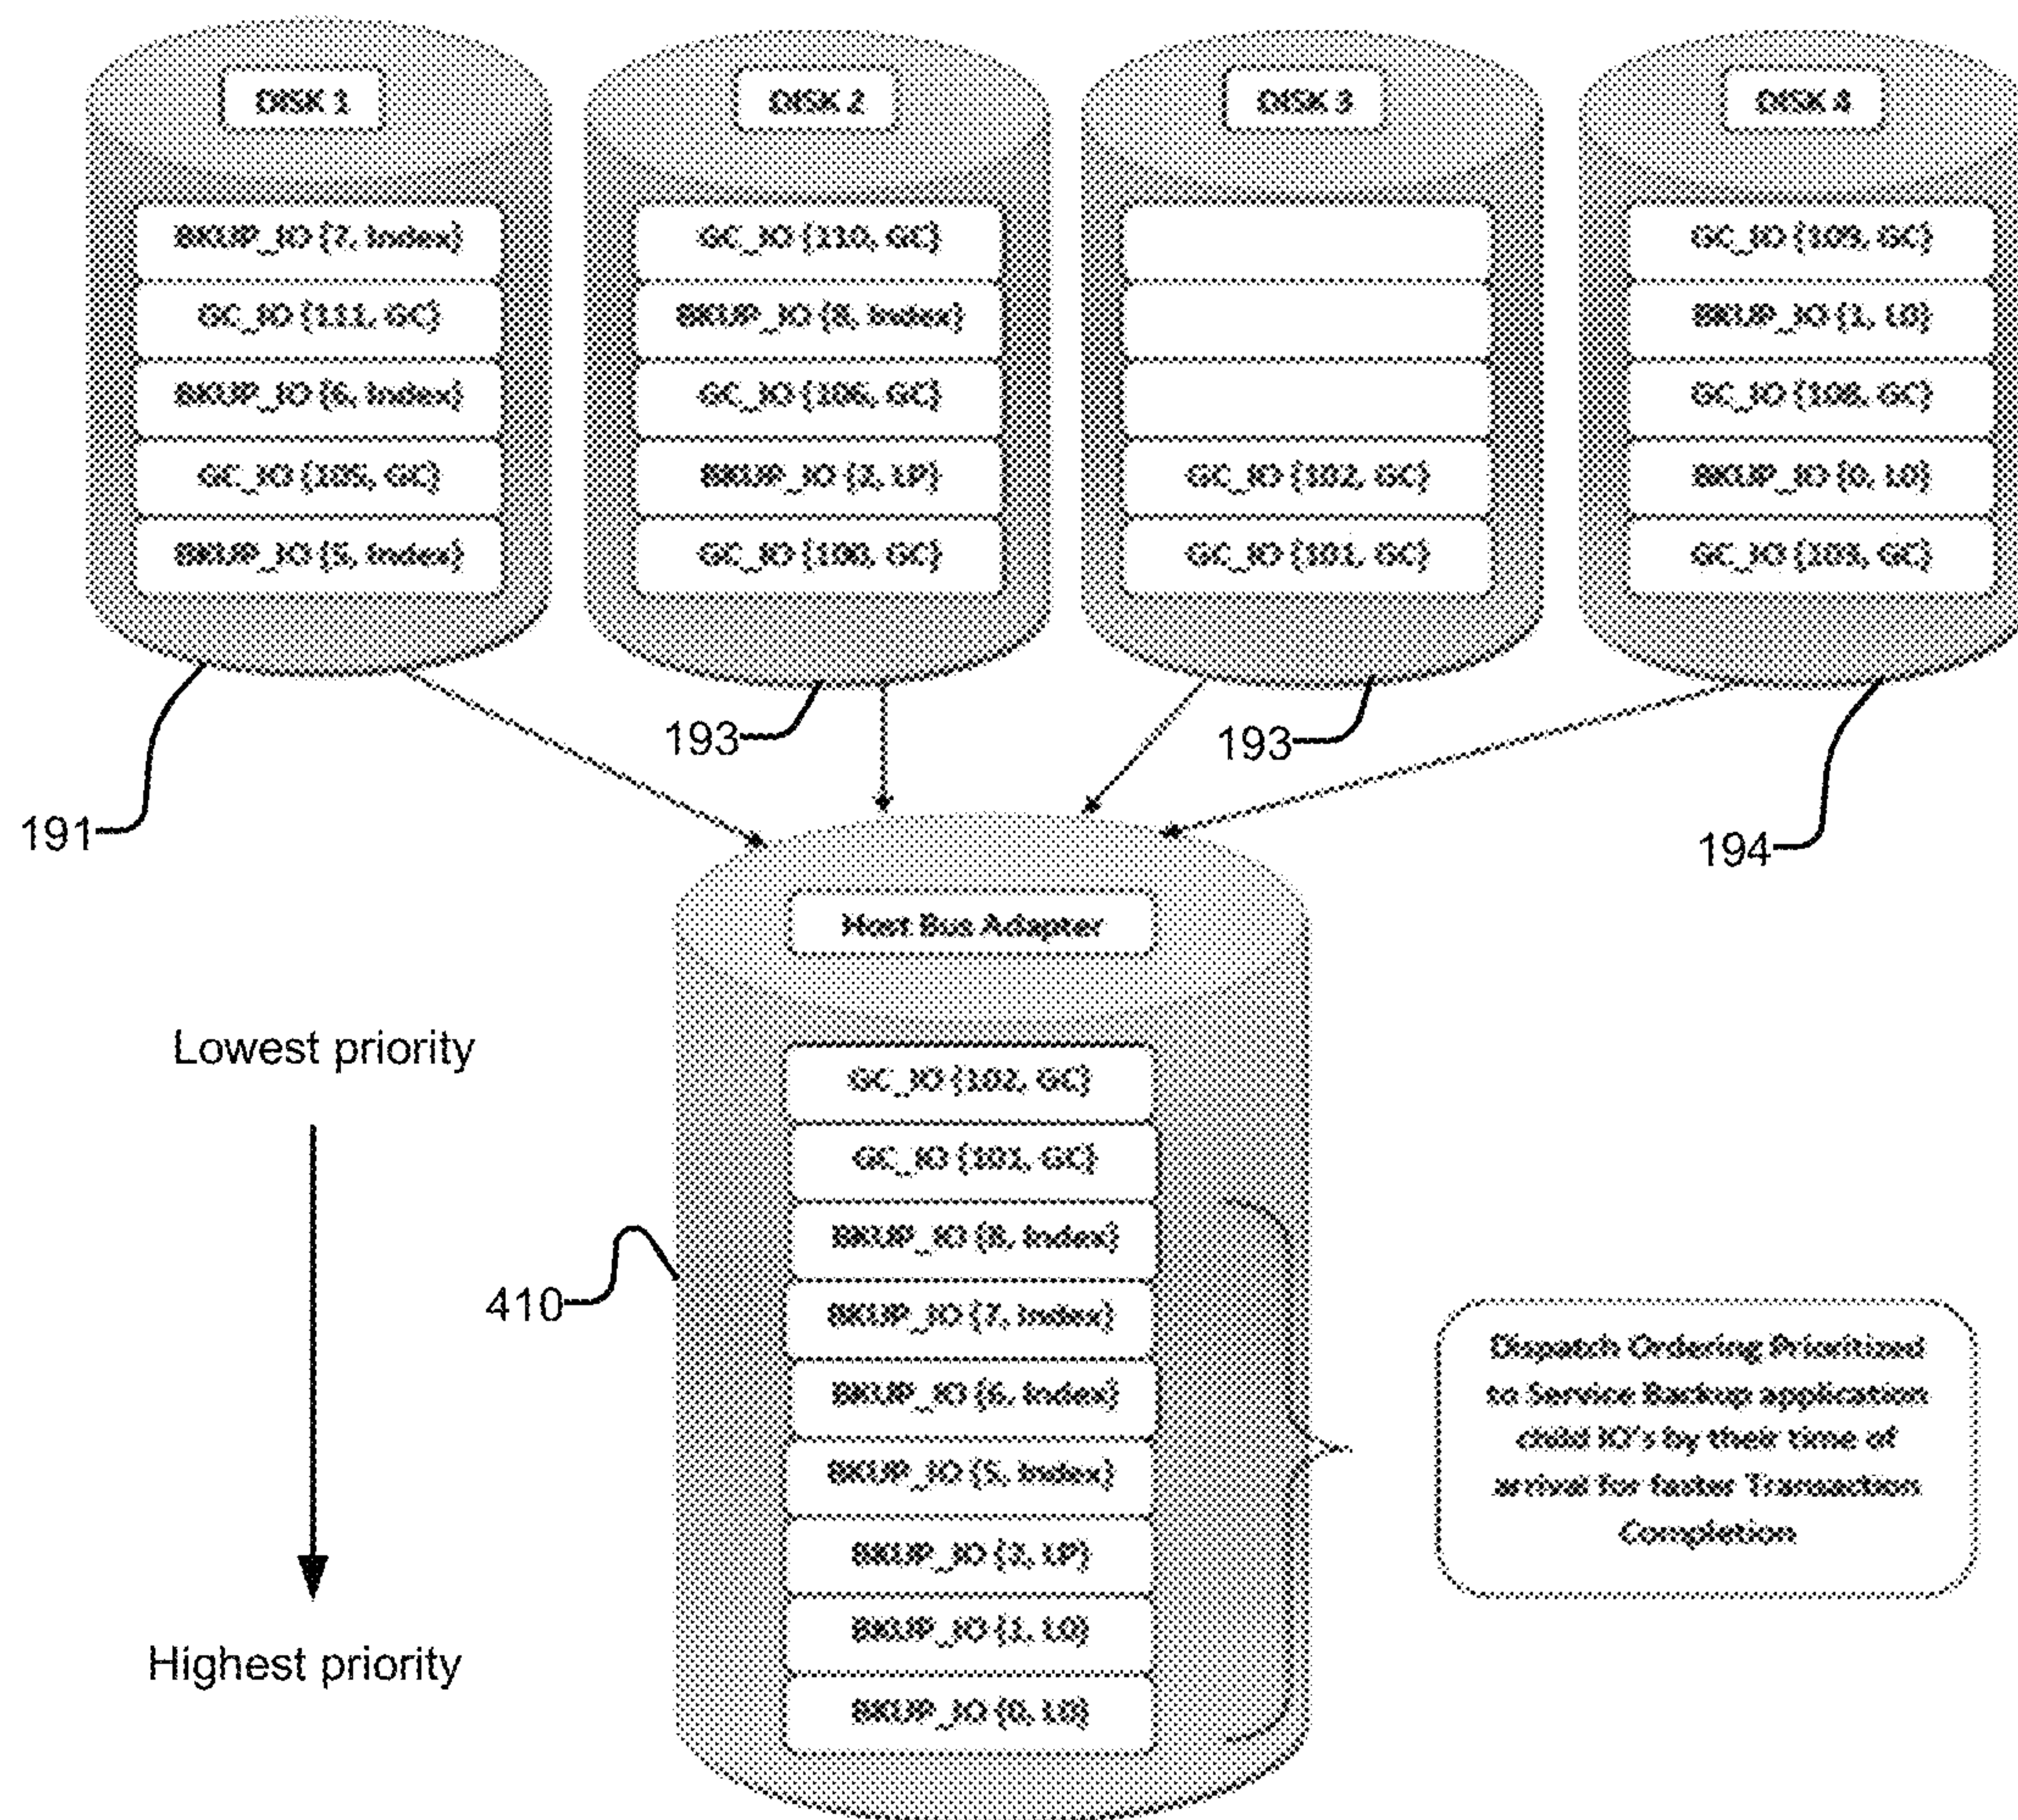 DISK 1
DISK 2
DISK 3
DISK 4
BKUP_IO {7, Index}
GC_IO {111, GC}
BKUP_IO {6, Index}
GC_IO {105, GC}
BKUP_IO {5, Index}
GC_IO {110, GC}
BKUP_IO {8, Index}
GC_IO {106, GC}
BKUP_IO {2, LP}
GC_IO {100, GC}
GC_IO {102, GC}
GC_IO {101, GC}
GC_IO
BKUP_IO {1, L0}
GC_IO {108, GC}
BKUP_IO {0, L0}
GC_IO {103, GC}
191
193
193
194
Host Bus Adapter
Lowest priority
Highest priority
410
GC_IO {102, GC}
GC_IO {101, GC}
BKUP_IO {8, Index}
BKUP_IO {7, Index}
BKUP_IO {6, Index}
BKUP_IO {5, Index}
BKUP_IO {2, LP}
BKUP_IO {1, L0}
BKUP_IO {0, L0}
Dispatch Ordering Prioritized
to Service Backup application
child IO's by their time of
arrival for faster Transaction
Completion